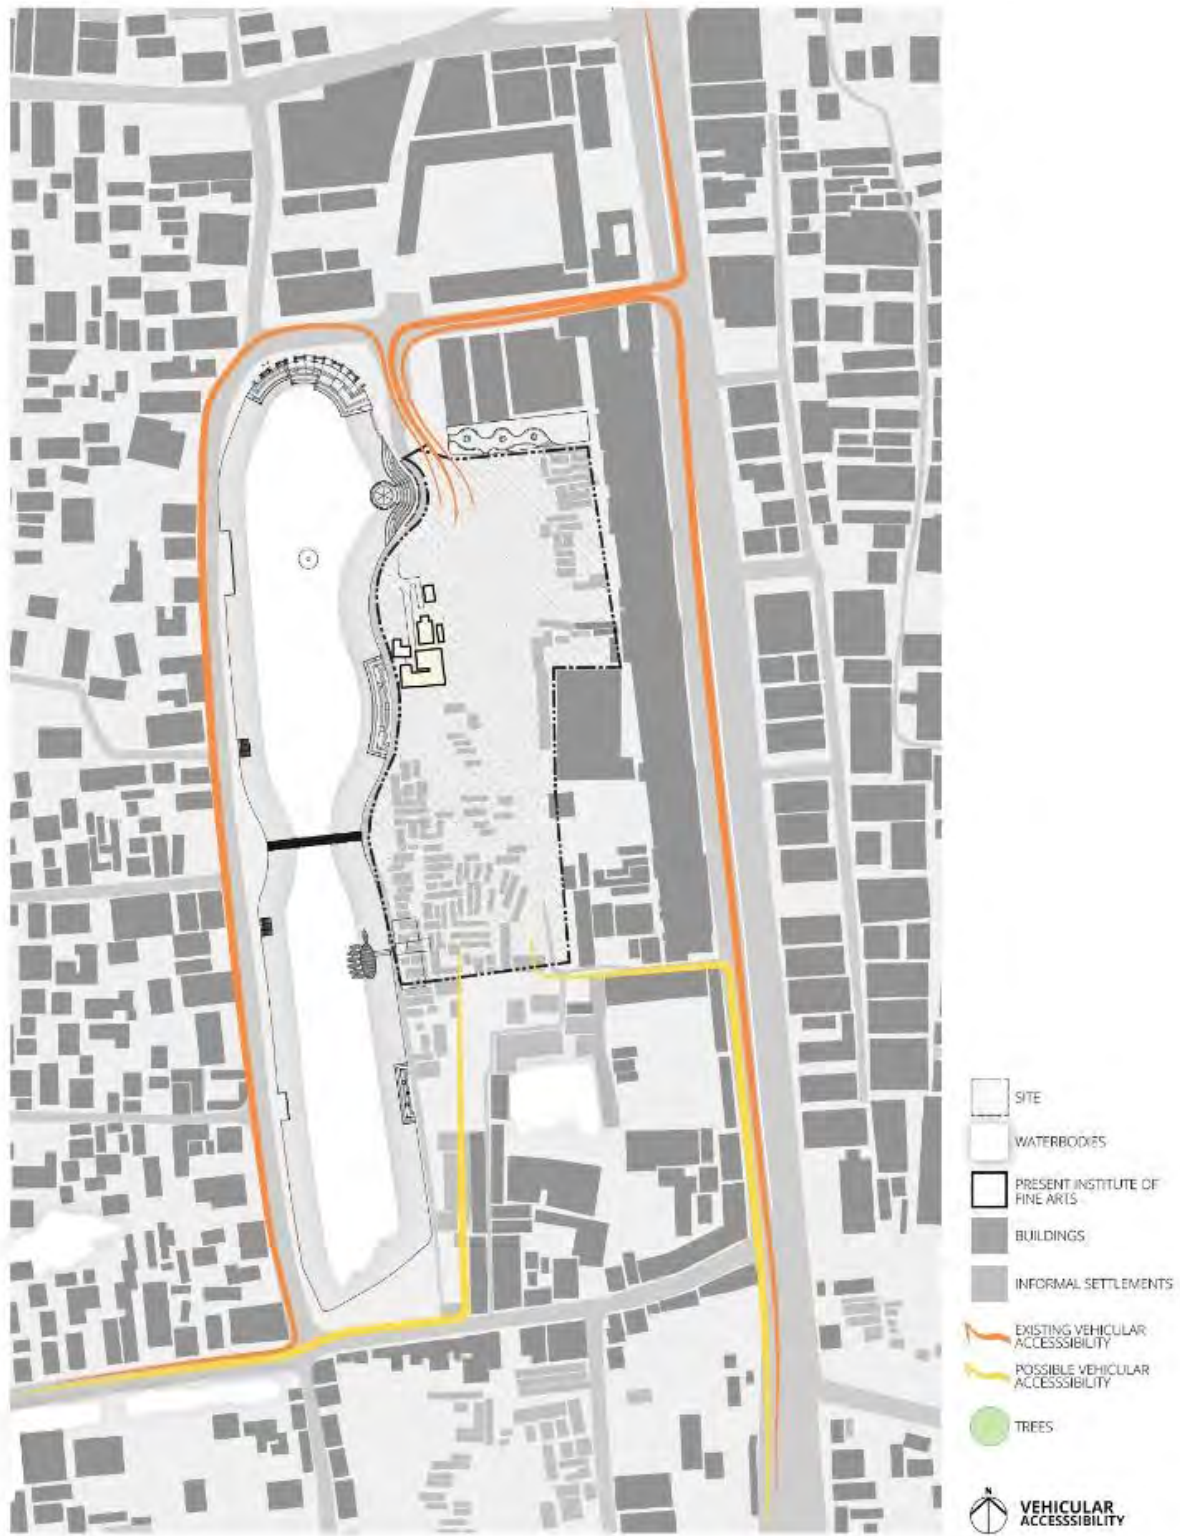 SITE
WATERBODIES
PRESENT INSTITUTE OF
FINE ARTS
BUILDINGS
INFORMAL SETTLEMENTS
EXISTING VEHICULAR
ACCESSSIBILITY
POSSIBLE VEHICULAR
ACCESSSIBILITY
TREES
N
VEHICULAR
ACCESSSIBILITY